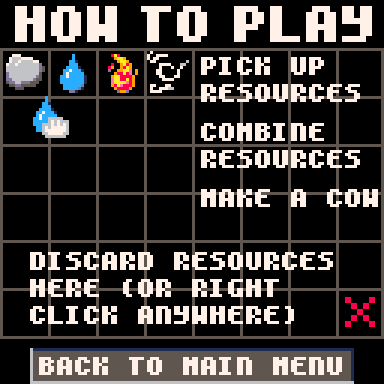 HOW TO PLAY
PICK UP
RESOURCES
COMBINE
RESOURCES
MAKE A COW
DISCARD RESOURCES
HERE (OR RIGHT
CLICK ANYWHERE)
BACK TO MAIN MENU